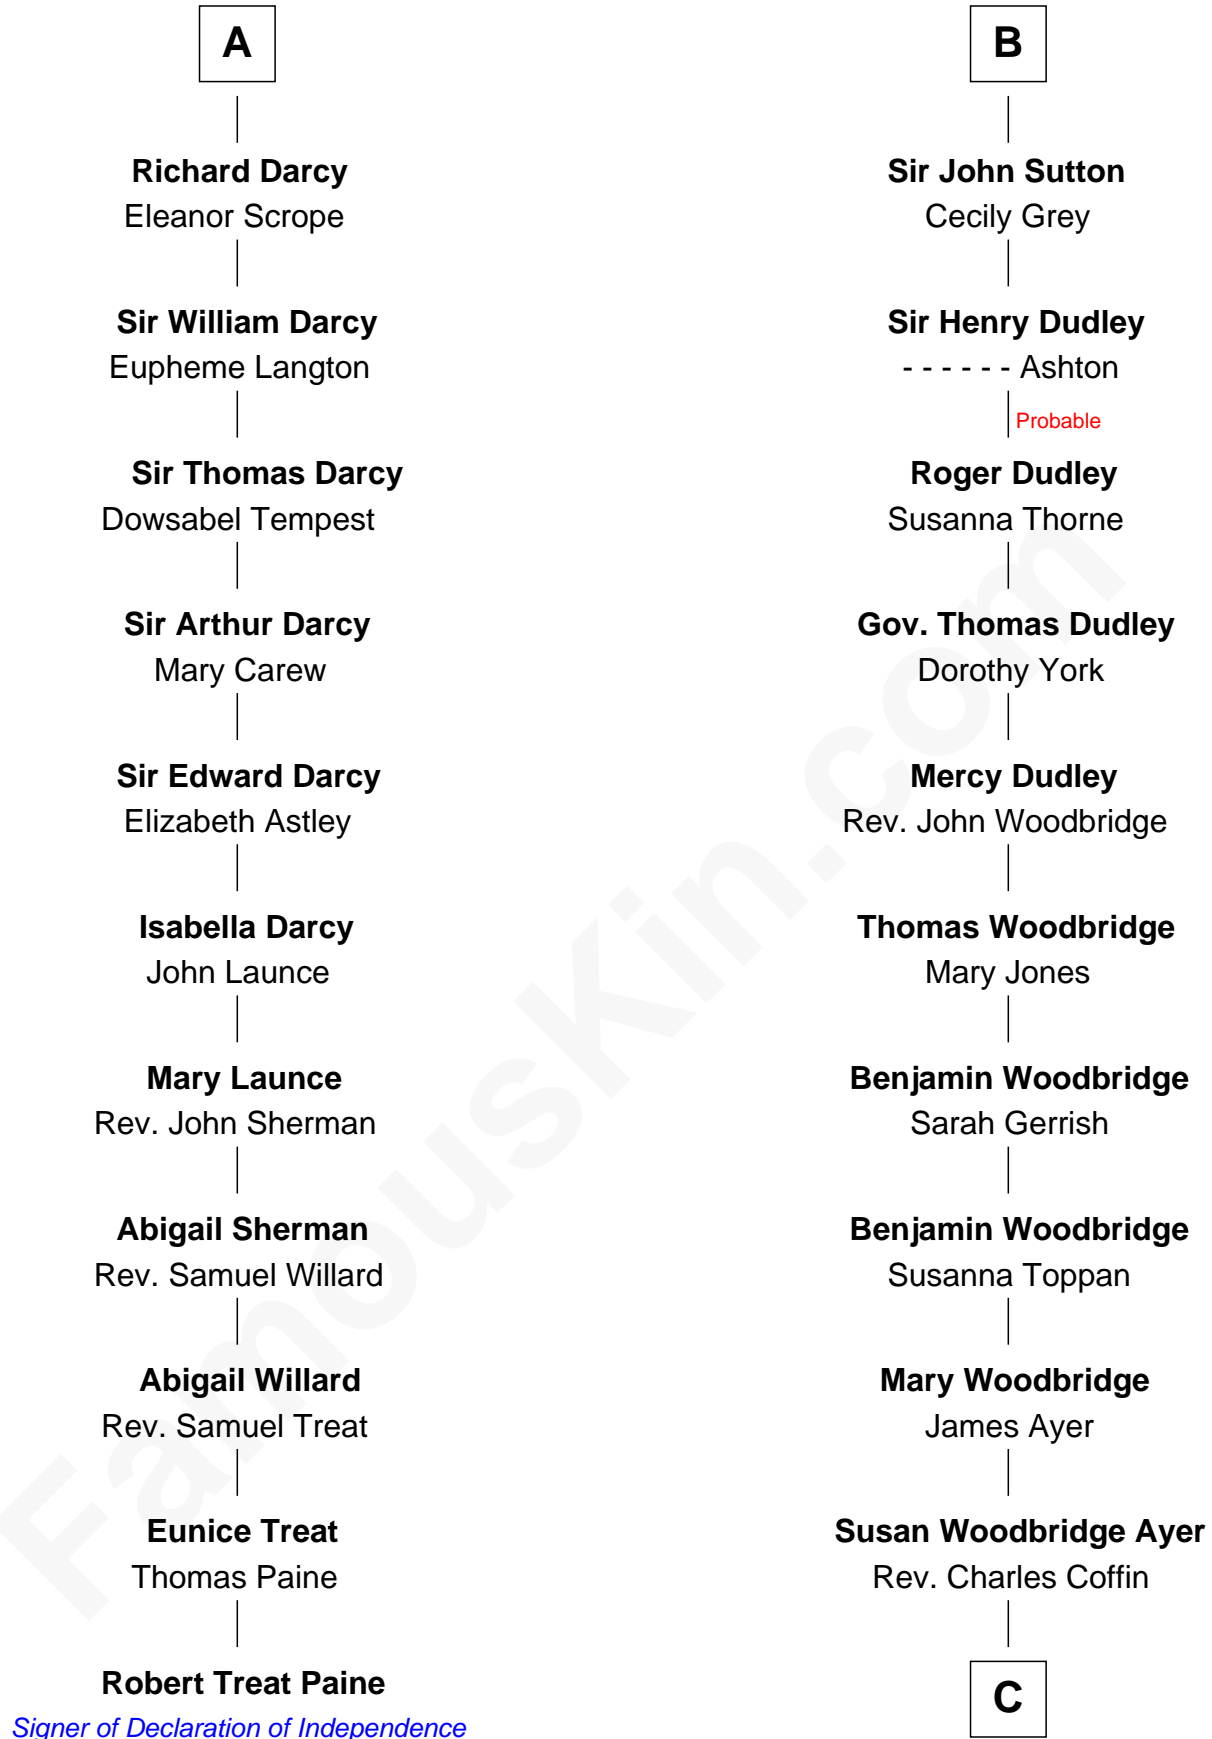 A
Richard Darcy
Eleanor Scrope
Sir William Darcy
Eupheme Langton
Sir Thomas Darcy
Dowsabel Tempest
Sir Arthur Darcy
Mary Carew
Sir Edward Darcy
Elizabeth Astley
Isabella Darcy
John Launce
Mary Launce
Rev. John Sherman
Abigail Sherman
Rev. Samuel Willard
Abigail Willard
Rev. Samuel Treat
Eunice Treat
Thomas Paine
Robert Treat Paine
Signer of Declaration of Independence
B
Sir John Sutton
Cecily Grey
Sir Henry Dudley
- - - - - - Ashton
Probable
Roger Dudley
Susanna Thorne
Gov. Thomas Dudley
Dorothy York
Mercy Dudley
Rev. John Woodbridge
Thomas Woodbridge
Mary Jones
Benjamin Woodbridge
Sarah Gerrish
Benjamin Woodbridge
Susanna Toppan
Mary Woodbridge
James Ayer
Susan Woodbridge Ayer
Rev. Charles Coffin
C
FamousKin.com